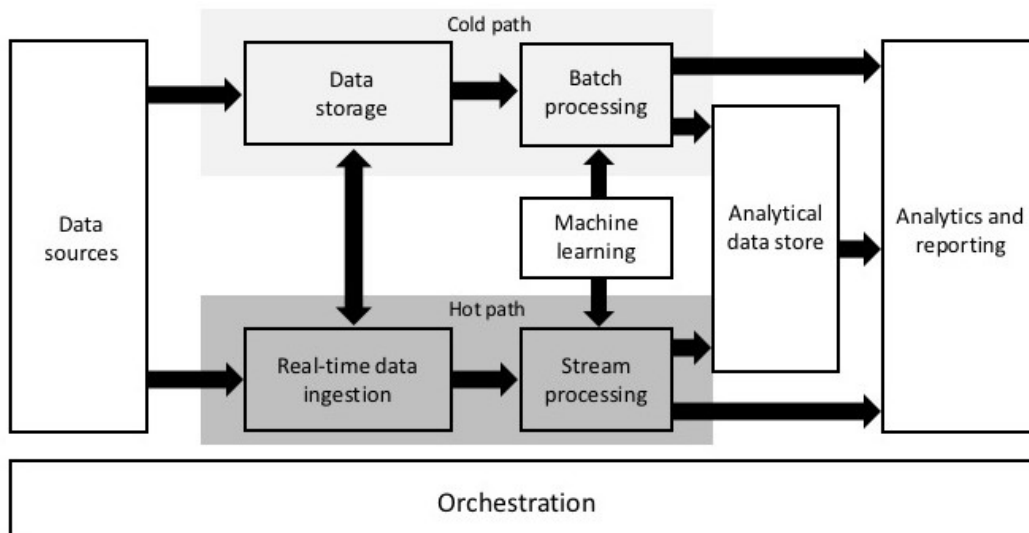 Cold path
Data
storage
Batch
processing
Data
sources
Machine
learning
Analytical
data store
Analytics and
reporting
Hot path
Real-time data
ingestion
Stream
processing
Orchestration